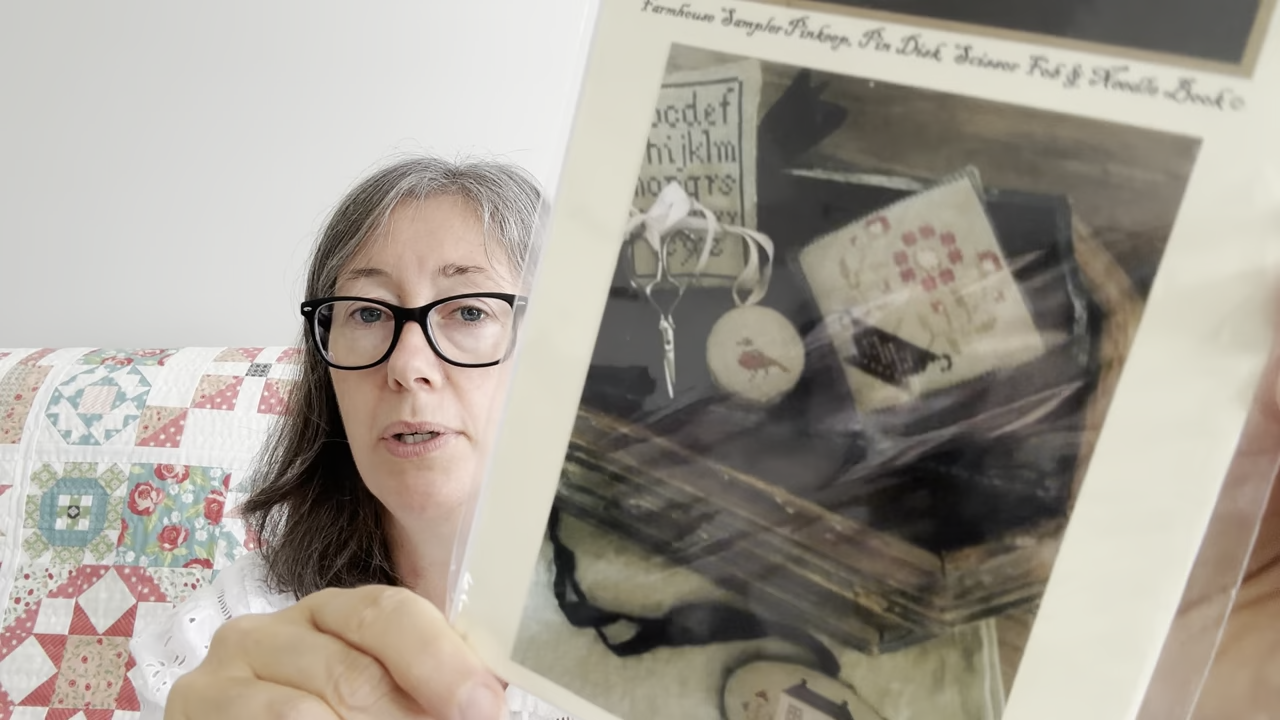 Farmhouse Sampler Pinkeep, Pin Disk, Scissor Fob & Needle Book ©
bcdef
hijklm
nopqrs